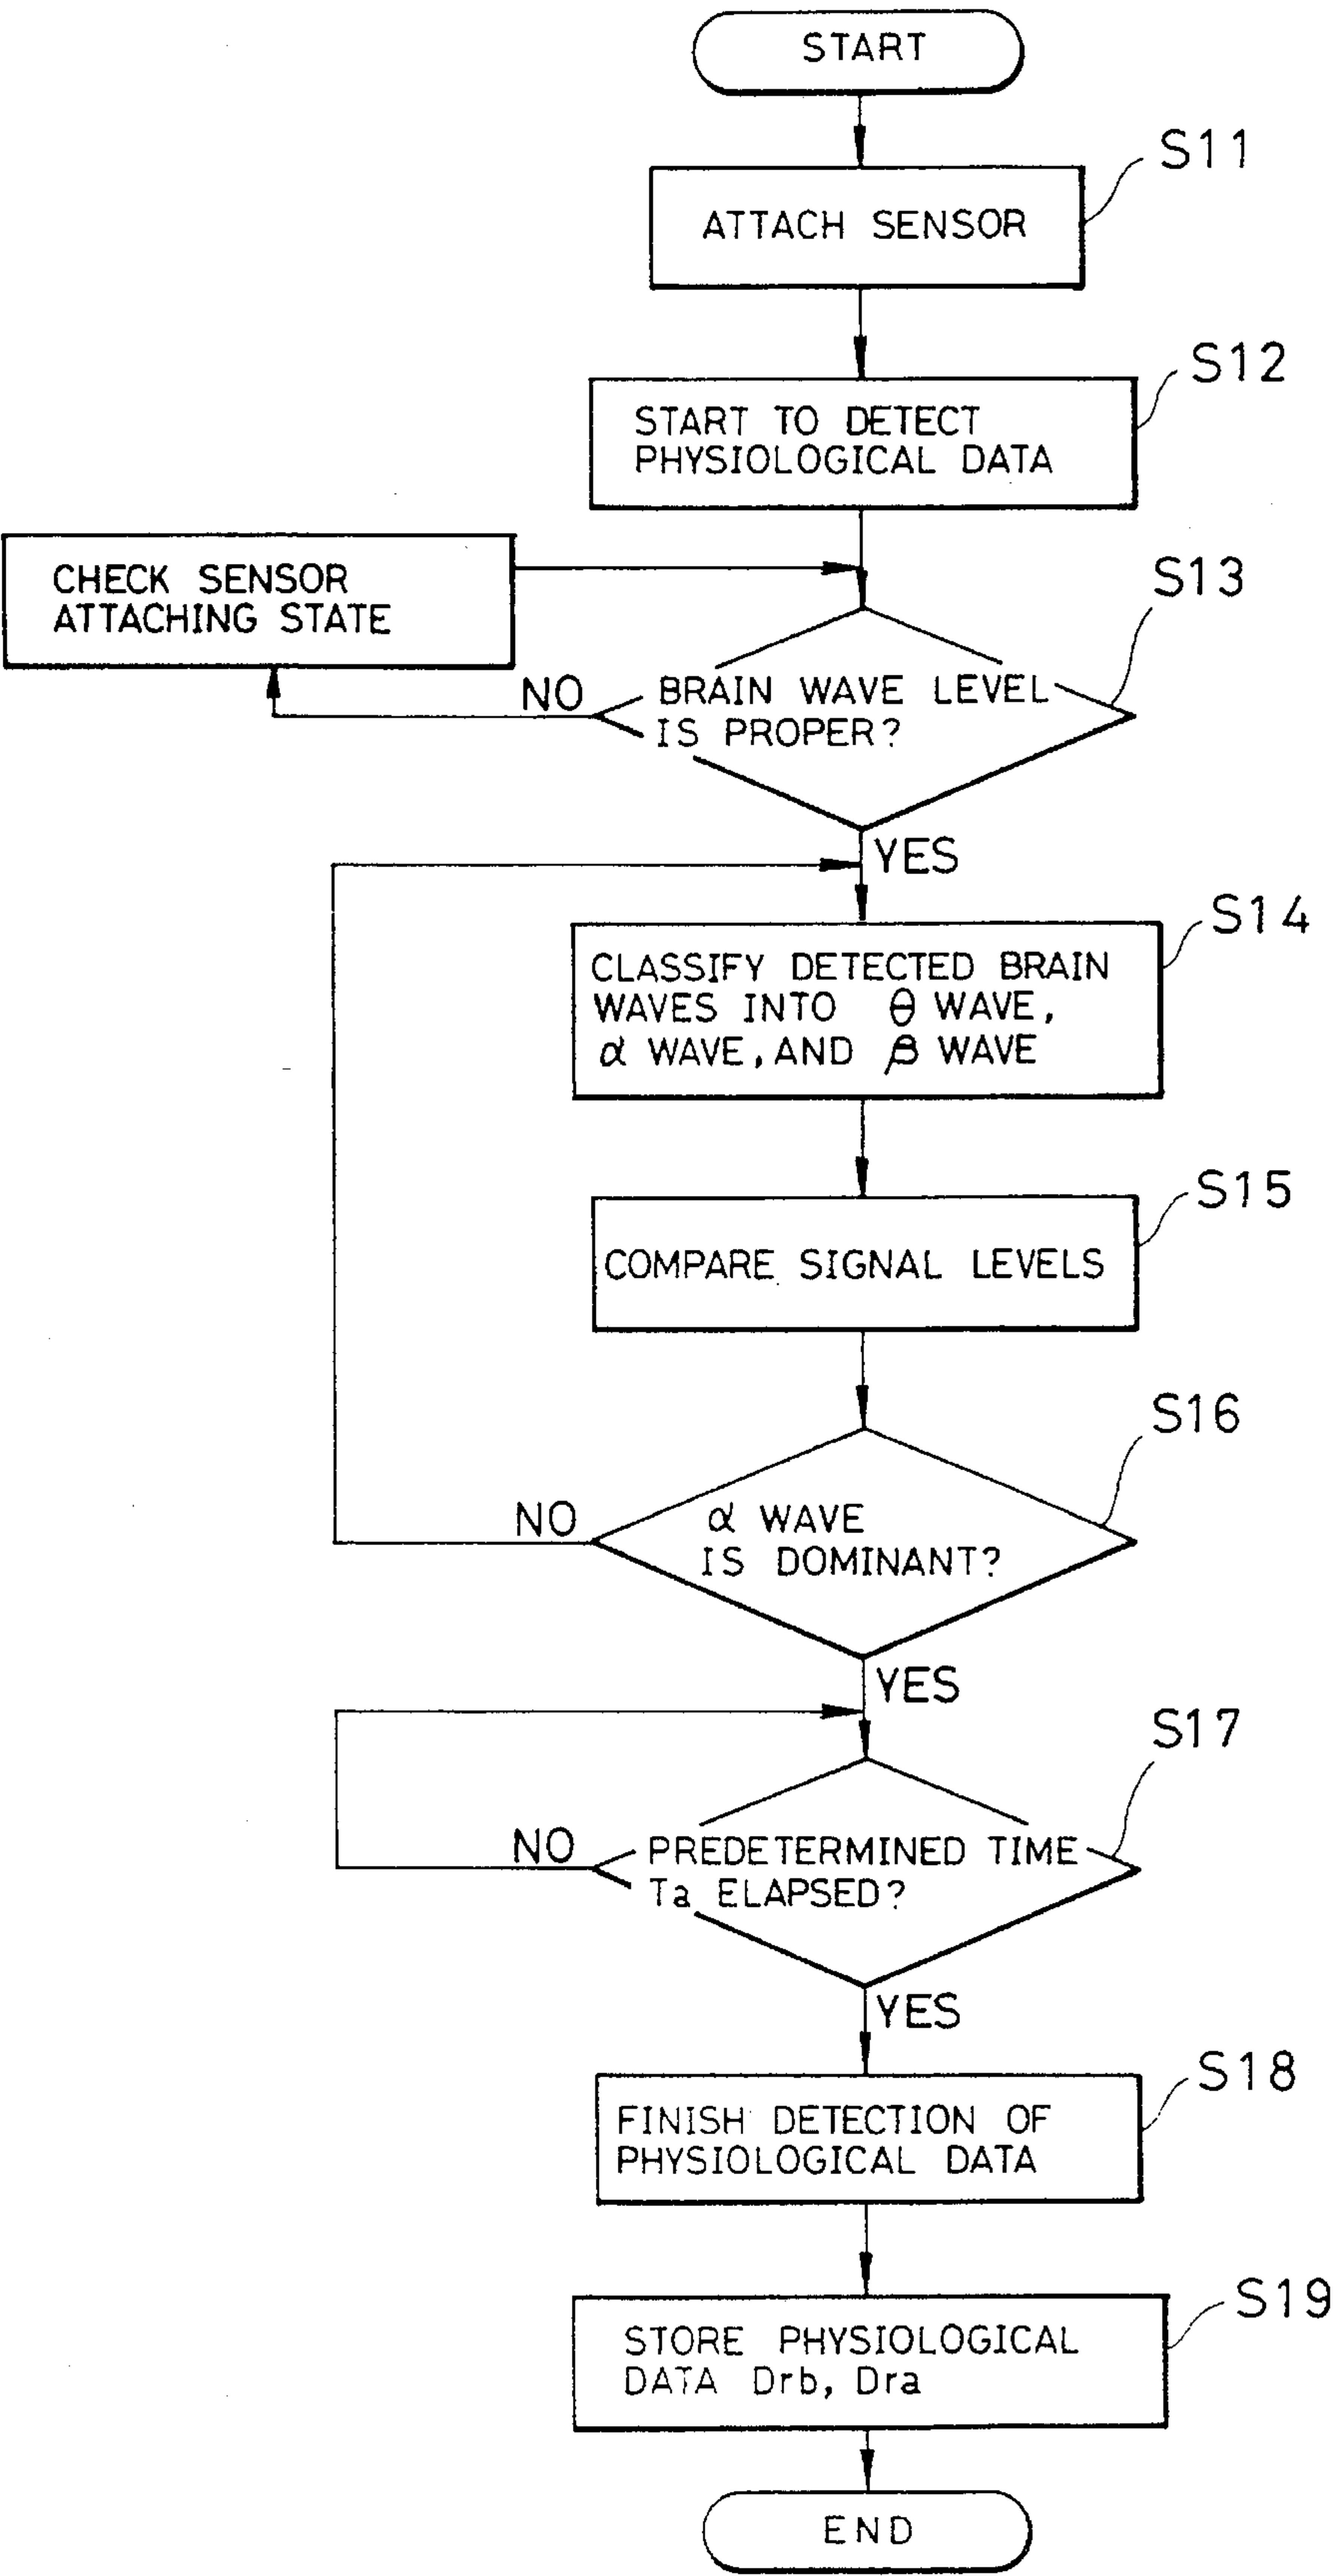 START
S11
ATTACH SENSOR
S12
START TO DETECT
PHYSIOLOGICAL DATA
CHECK SENSOR
ATTACHING STATE
S13
NO
BRAIN WAVE LEVEL
IS PROPER?
YES
S14
CLASSIFY DETECTED BRAIN
WAVES INTO θ WAVE,
α WAVE, AND β WAVE
S15
COMPARE SIGNAL LEVELS
S16
NO
α WAVE
IS DOMINANT?
YES
S17
NO
PREDETERMINED TIME
Ta ELAPSED?
YES
S18
FINISH DETECTION OF
PHYSIOLOGICAL DATA
S19
STORE PHYSIOLOGICAL
DATA Drb, Dra
END